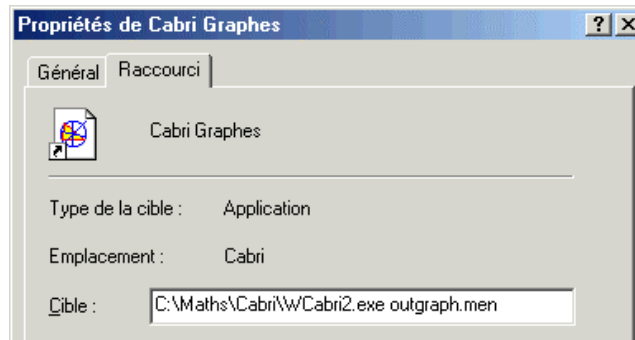 Propriétés de Cabri Graphes
Général Raccourci
Cabri Graphes
Type de la cible : Application
Emplacement : Cabri
Cible : C:\Maths\Cabri\WCabri2.exe outgraph.men